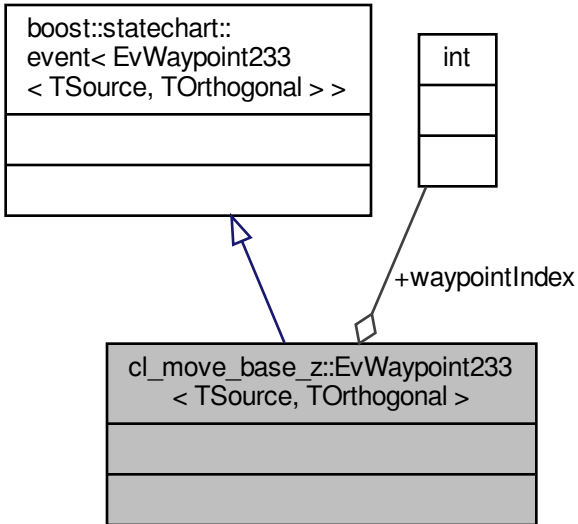 boost::statechart::
event< EvWaypoint233
< TSource, TOrthogonal > >
int
+waypointIndex
cl_move_base_z::EvWaypoint233
< TSource, TOrthogonal >